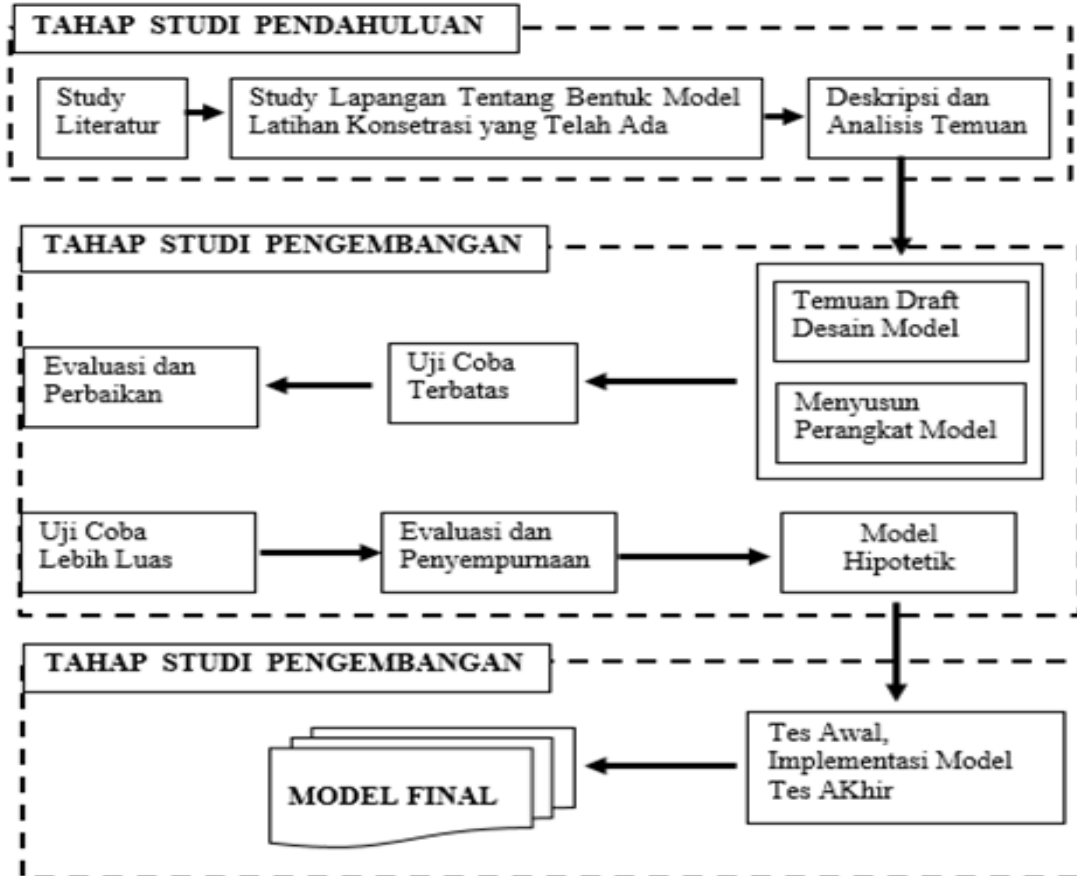 TAHAP STUDI PENDAHULUAN
Study
Literatur
Study Lapangan Tentang Bentuk Model
Latihan Konsetrasi yang Telah Ada
Deskripsi dan
Analisis Temuan
TAHAP STUDI PENGEMBANGAN
Temuan Draft
Desain Model
Menyusun
Perangkat Model
Uji Coba
Terbatas
Evaluasi dan
Perbaikan
Uji Coba
Lebih Luas
Evaluasi dan
Penyempurnaan
Model
Hipotetik
TAHAP STUDI PENGEMBANGAN
Tes Awal,
Implementasi Model
Tes AKhir
MODEL FINAL